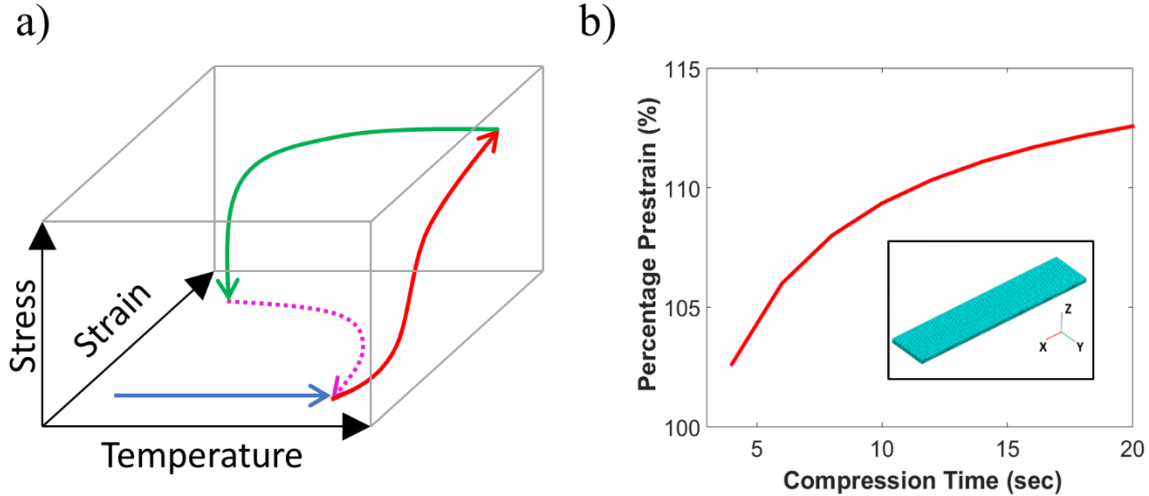 a)
Stress
Strain
Temperature
b)
Percentage Prestrain (%)
115
110
105
100
5
10
15
20
Compression Time (sec)
Z
X
Y